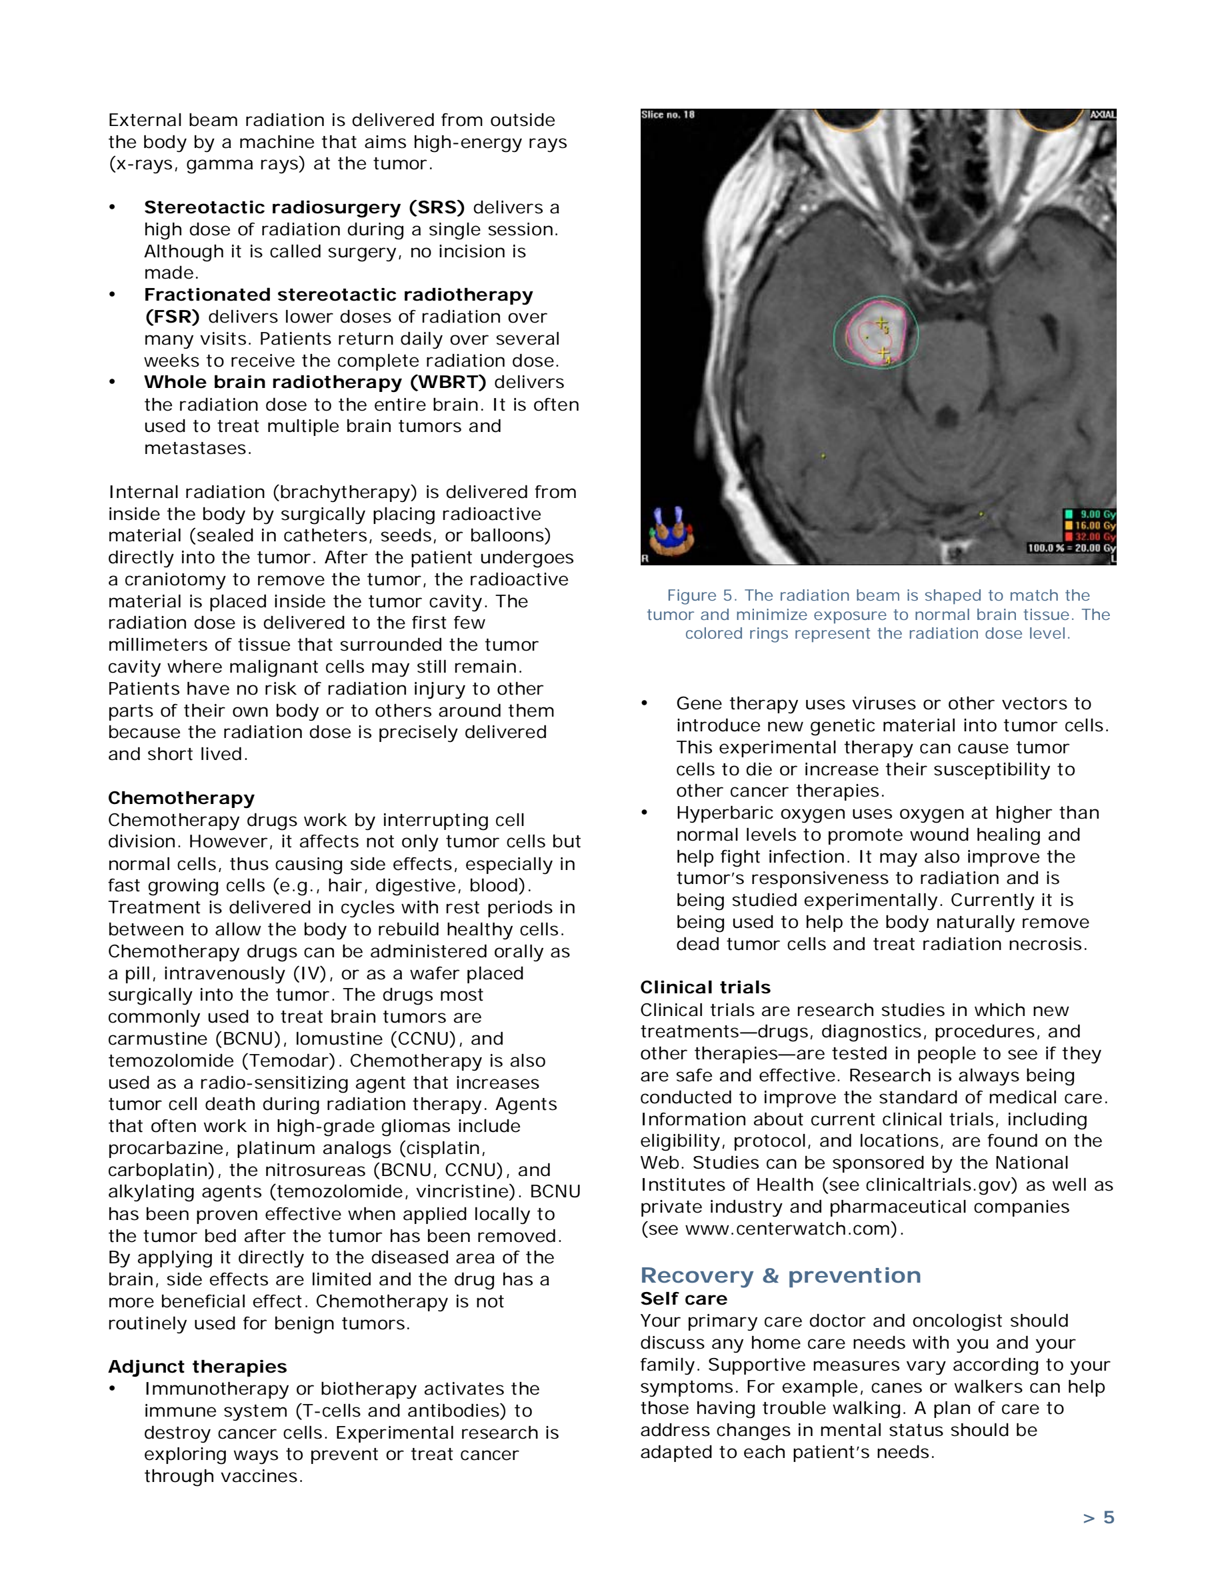 External beam radiation is delivered from outside
the body by a machine that aims high-energy rays
(x-rays, gamma rays) at the tumor.
• Stereotactic radiosurgery (SRS) delivers a
high dose of radiation during a single session.
Although it is called surgery, no incision is
made.
• Fractionated stereotactic radiotherapy
(FSR) delivers lower doses of radiation over
many visits. Patients return daily over several
weeks to receive the complete radiation dose.
• Whole brain radiotherapy (WBRT) delivers
the radiation dose to the entire brain. It is often
used to treat multiple brain tumors and
metastases.
Internal radiation (brachytherapy) is delivered from
inside the body by surgically placing radioactive
material (sealed in catheters, seeds, or balloons)
directly into the tumor. After the patient undergoes
a craniotomy to remove the tumor, the radioactive
material is placed inside the tumor cavity. The
radiation dose is delivered to the first few
millimeters of tissue that surrounded the tumor
cavity where malignant cells may still remain.
Patients have no risk of radiation injury to other
parts of their own body or to others around them
because the radiation dose is precisely delivered
and short lived.
Chemotherapy
Chemotherapy drugs work by interrupting cell
division. However, it affects not only tumor cells but
normal cells, thus causing side effects, especially in
fast growing cells (e.g., hair, digestive, blood).
Treatment is delivered in cycles with rest periods in
between to allow the body to rebuild healthy cells.
Chemotherapy drugs can be administered orally as
a pill, intravenously (IV), or as a wafer placed
surgically into the tumor. The drugs most
commonly used to treat brain tumors are
carmustine (BCNU), lomustine (CCNU), and
temozolomide (Temodar). Chemotherapy is also
used as a radio-sensitizing agent that increases
tumor cell death during radiation therapy. Agents
that often work in high-grade gliomas include
procarbazine, platinum analogs (cisplatin,
carboplatin), the nitrosureas (BCNU, CCNU), and
alkylating agents (temozolomide, vincristine). BCNU
has been proven effective when applied locally to
the tumor bed after the tumor has been removed.
By applying it directly to the diseased area of the
brain, side effects are limited and the drug has a
more beneficial effect. Chemotherapy is not
routinely used for benign tumors.
Adjunct therapies
• Immunotherapy or biotherapy activates the
immune system (T-cells and antibodies) to
destroy cancer cells. Experimental research is
exploring ways to prevent or treat cancer
through vaccines.
Slice no. 18
AXIAL
9.00 Gy
16.00 Gy
32.00 Gy
100.0 % = 20.00 Gy
R
L
Figure 5. The radiation beam is shaped to match the
tumor and minimize exposure to normal brain tissue. The
colored rings represent the radiation dose level.
• Gene therapy uses viruses or other vectors to
introduce new genetic material into tumor cells.
This experimental therapy can cause tumor
cells to die or increase their susceptibility to
other cancer therapies.
• Hyperbaric oxygen uses oxygen at higher than
normal levels to promote wound healing and
help fight infection. It may also improve the
tumor's responsiveness to radiation and is
being studied experimentally. Currently it is
being used to help the body naturally remove
dead tumor cells and treat radiation necrosis.
Clinical trials
Clinical trials are research studies in which new
treatments—drugs, diagnostics, procedures, and
other therapies—are tested in people to see if they
are safe and effective. Research is always being
conducted to improve the standard of medical care.
Information about current clinical trials, including
eligibility, protocol, and locations, are found on the
Web. Studies can be sponsored by the National
Institutes of Health (see clinicaltrials.gov) as well as
private industry and pharmaceutical companies
(see www.centerwatch.com).
Recovery & prevention
Self care
Your primary care doctor and oncologist should
discuss any home care needs with you and your
family. Supportive measures vary according to your
symptoms. For example, canes or walkers can help
those having trouble walking. A plan of care to
address changes in mental status should be
adapted to each patient's needs.
> 5